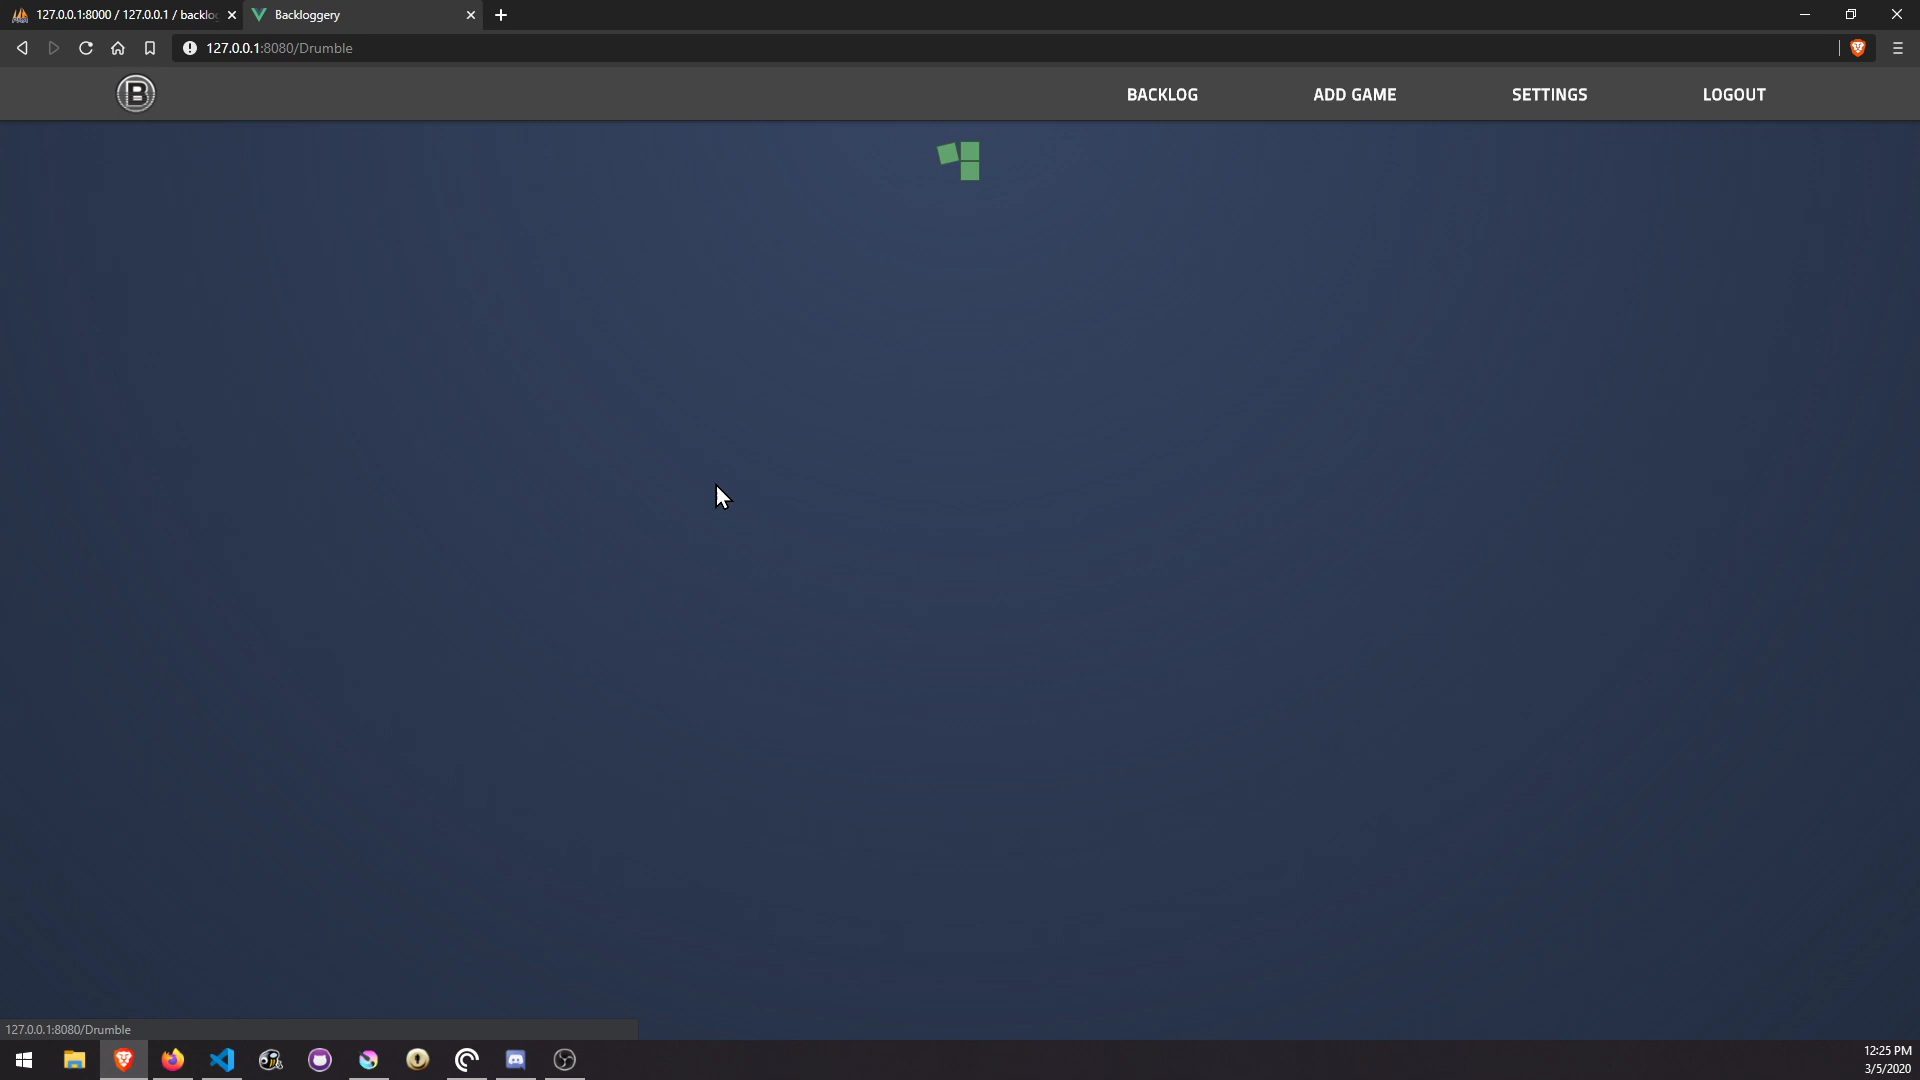 127.0.0.1:8000 / 127.0.0.1 / backlo
Backloggery
127.0.0.1:8080/Drumble
B
BACKLOG
ADD GAME
SETTINGS
LOGOUT
127.0.0.1:8080/Drumble
12:25 PM
3/5/2020